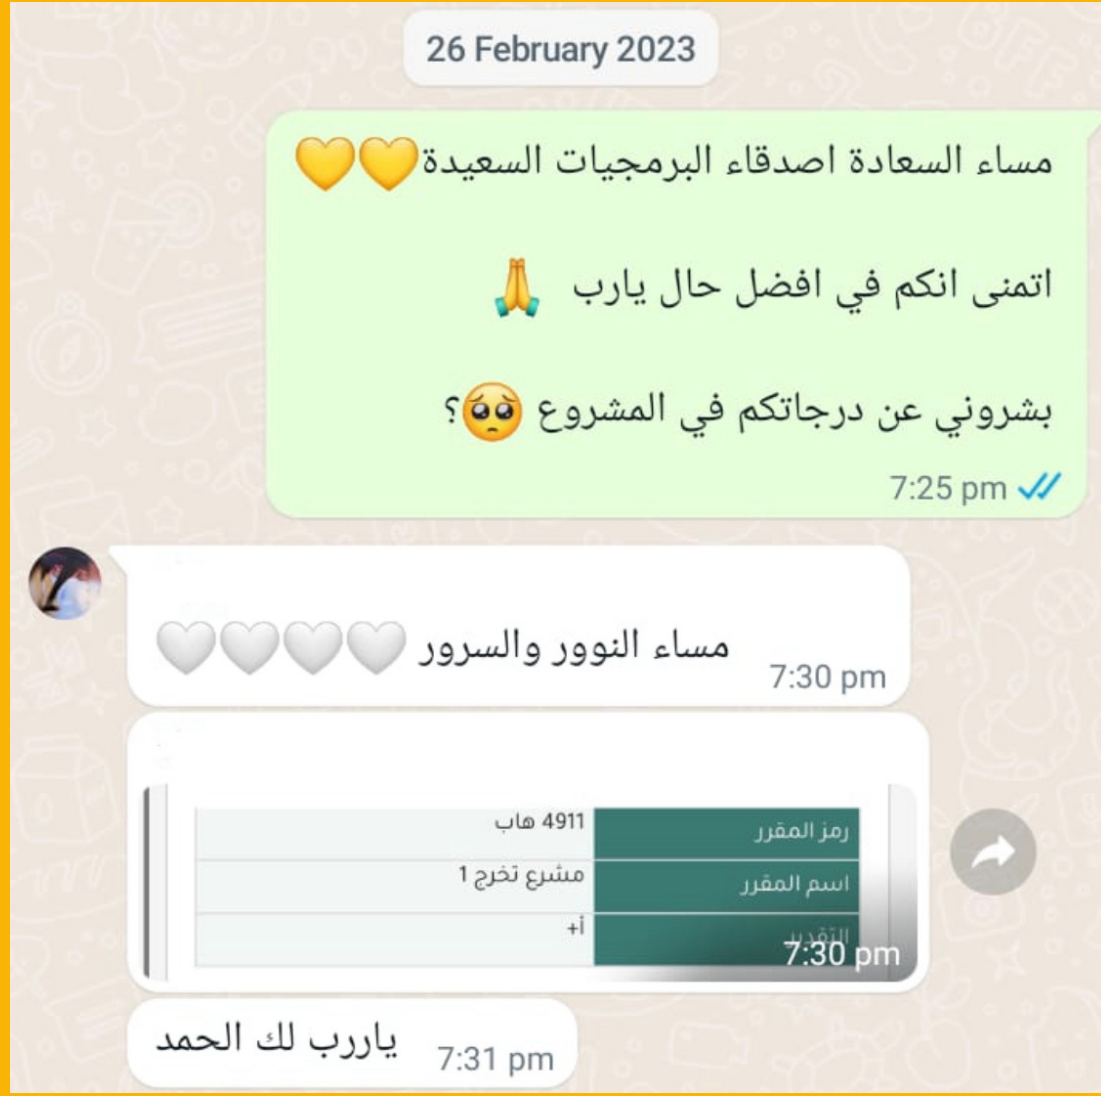 26 February 2023
مساء السعادة اصدقاء البرمجيات السعيدة💛💛
اتمنى انكم في افضل حال يارب 🙏
بشروني عن درجاتكم في المشروع 🥺؟
7:25 pm
مساء النوور والسرور 🤍🤍🤍🤍
7:30 pm
رمز المقرر 4911 هاب
اسم المقرر مشرع تخرج 1
التقدير أ+
7:30 pm
ياررب لك الحمد
7:31 pm